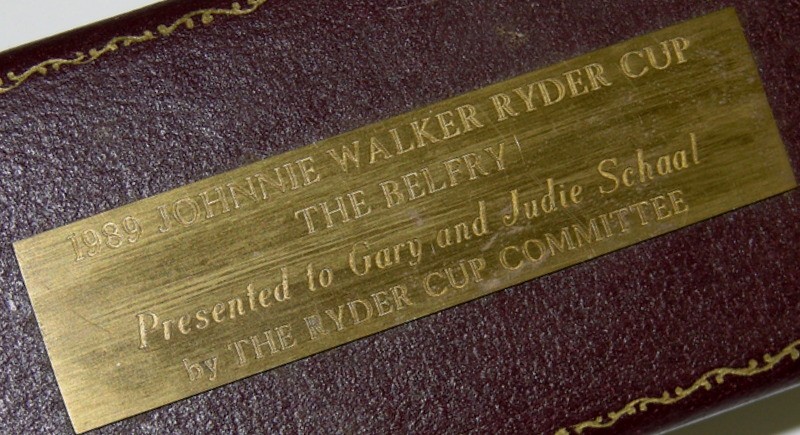 1989 JOHNNIE WALKER RYDER CUP
THE BELFRY
Presented to Gary and Judie Schaal
by THE RYDER CUP COMMITTEE